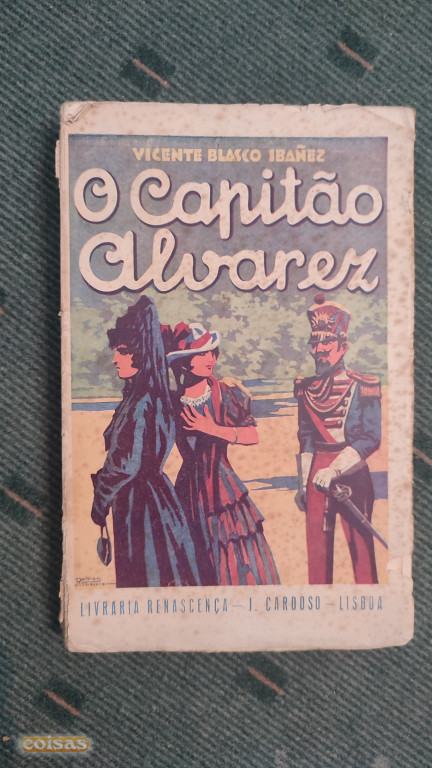 VICENTE BLASCO IBAÑEZ
O Capitão
Alvarez
LIVRARIA RENASCENÇA — J. CARDOSO — LISBOA
coisas